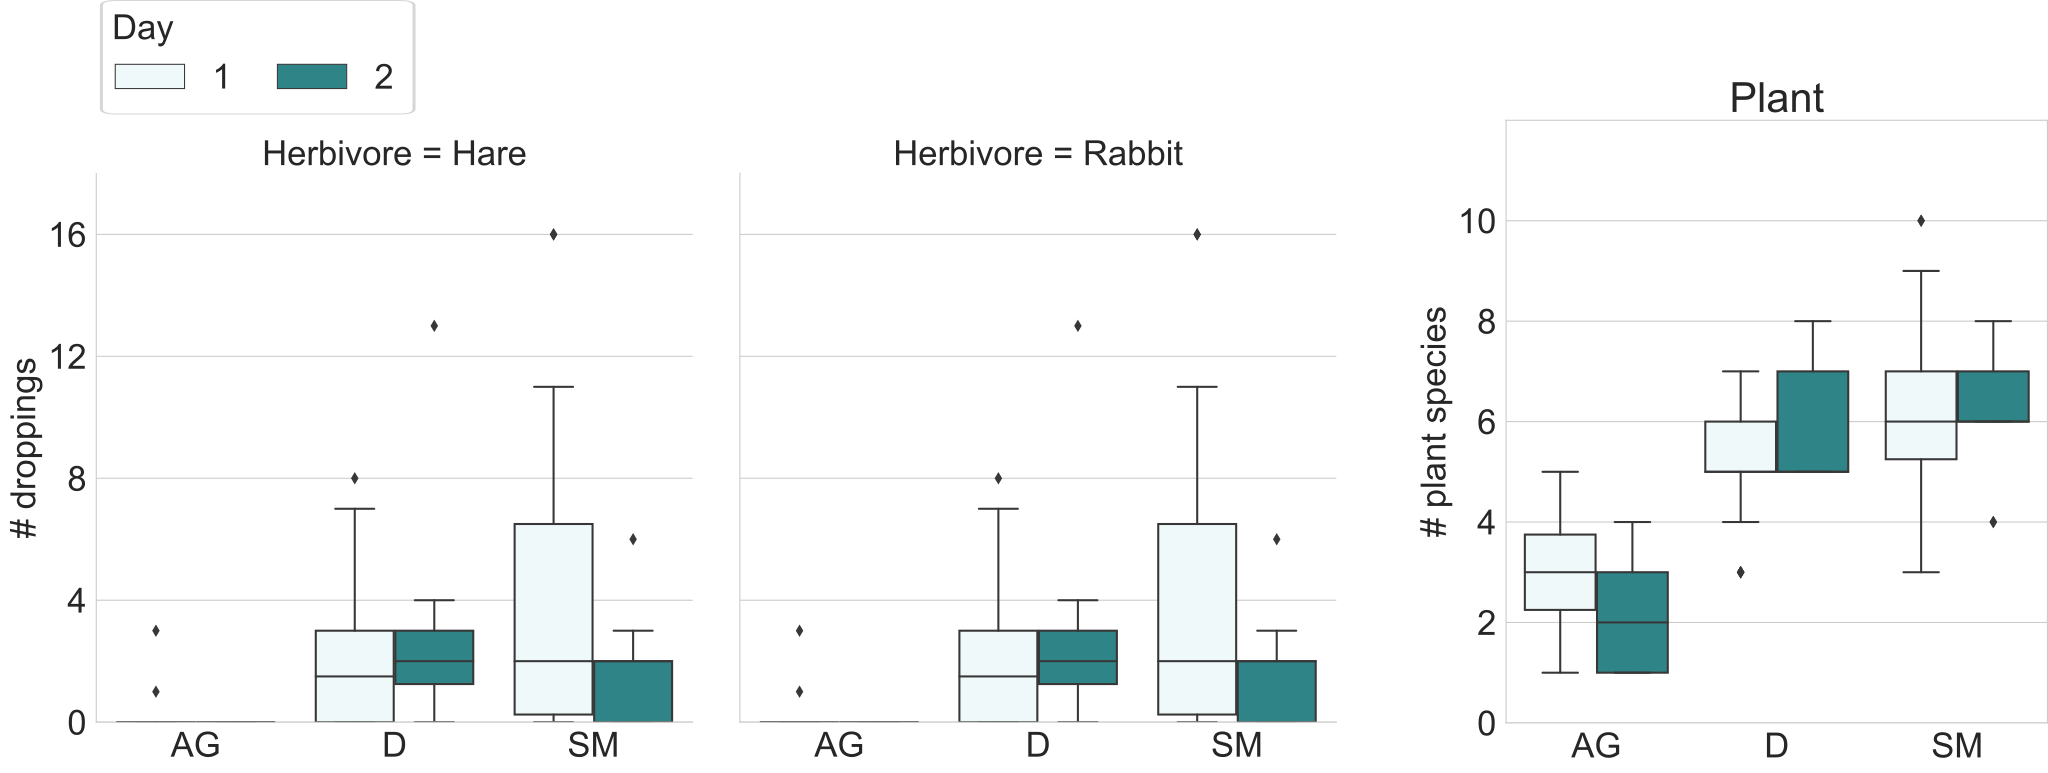 Day
1 2
Herbivore = Hare
# droppings
16
12
8
4
0
AG D SM
Herbivore = Rabbit
AG D SM
Plant
# plant species
10
8
6
4
2
0
AG D SM